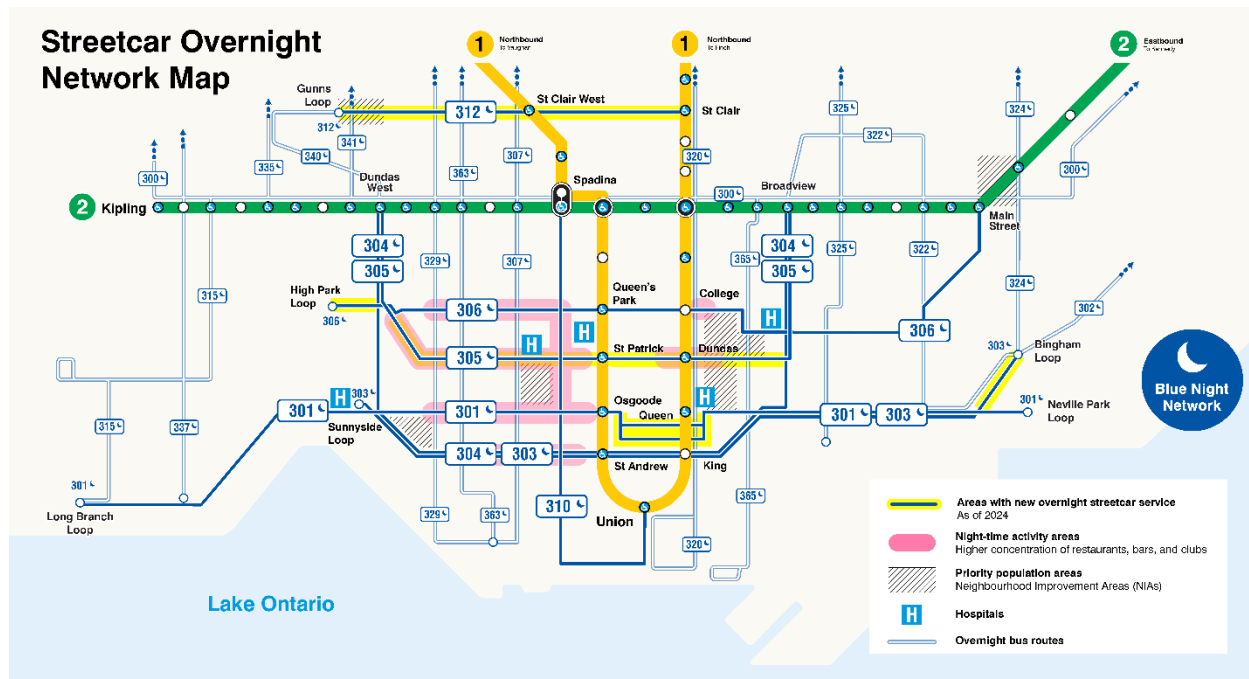 Streetcar Overnight
Network Map
1
Northbound
To Vaughan
1
Northbound
To Finch
2
Eastbound
To Kennedy
Gunns
Loop
312
St Clair West
312
St Clair
340
341
335
363
307
320
325
322
324
300
300
Dundas
West
Spadina
300
Broadview
2
Kipling
Main
Street
304
305
329
307
365
304
305
325
322
324
315
High Park
Loop
306
306
Queen's
Park
College
H
H
306
302
305
H
St Patrick
Dundas
303
Bingham
Loop
Blue Night
Network
H
303
H
301
301
Osgoode
Queen
301
303
301
Neville Park
Loop
315
337
Sunnyside
Loop
304
303
St Andrew
King
301
Long Branch
Loop
329
363
310
Union
365
320
Lake Ontario
Areas with new overnight streetcar service
As of 2024
Night-time activity areas
Higher concentration of restaurants, bars, and clubs
Priority population areas
Neighbourhood Improvement Areas (NIAs)
H
Hospitals
Overnight bus routes